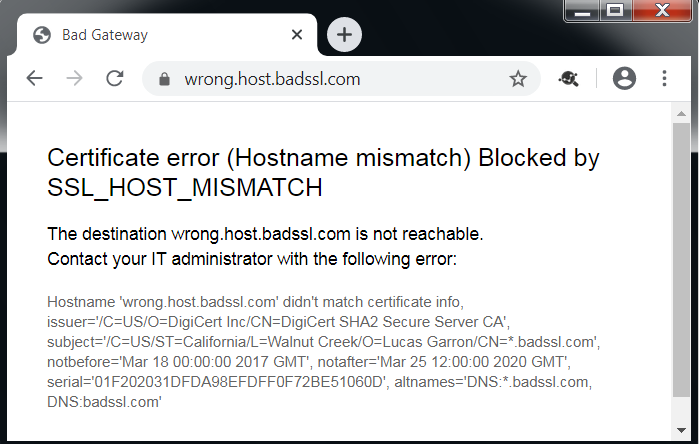 Bad Gateway
wrong.host.badssl.com
Certificate error (Hostname mismatch) Blocked by
SSL_HOST_MISMATCH
The destination wrong.host.badssl.com is not reachable.
Contact your IT administrator with the following error:
Hostname 'wrong.host.badssl.com' didn't match certificate info,
issuer='/C=US/O=DigiCert Inc/CN=DigiCert SHA2 Secure Server CA',
subject='/C=US/ST=California/L=Walnut Creek/O=Lucas Garron/CN=*.badssl.com',
notbefore='Mar 18 00:00:00 2017 GMT', notafter='Mar 25 12:00:00 2020 GMT',
serial='01F202031DFDA98EFDFF0F72BE51060D', altnames='DNS:*.badssl.com,
DNS:badssl.com'